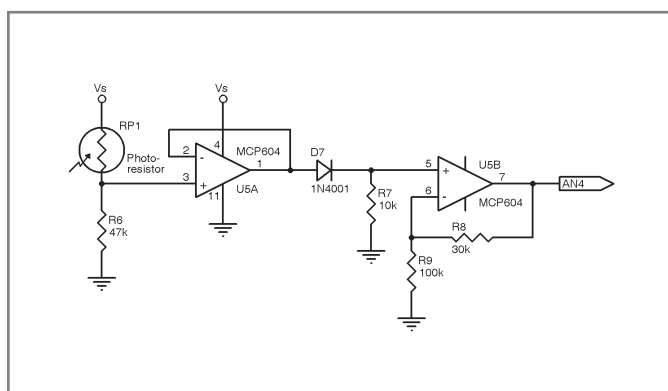 Vs
RP1
Photo-
resistor
R6
47k
Vs
2
-
4
MCP604
1
3
+
U5A
11
D7
1N4001
R7
10k
5
+
U5B
6
-
7
MCP604
AN4
R8
30k
R9
100k